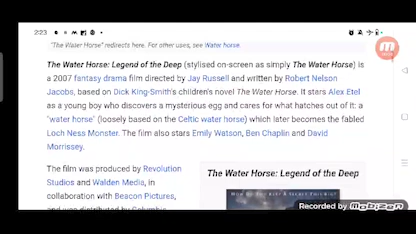 2:23
"The Water Horse" redirects here. For other uses, see Water horse.
The Water Horse: Legend of the Deep (stylised on-screen as simply The Water Horse) is
a 2007 fantasy drama film directed by Jay Russell and written by Robert Nelson
Jacobs, based on Dick King-Smith's children's novel The Water Horse. It stars Alex Etel
as a young boy who discovers a mysterious egg and cares for what hatches out of it: a
"water horse" (loosely based on the Celtic water horse) which later becomes the fabled
Loch Ness Monster. The film also stars Emily Watson, Ben Chaplin and David
Morrissey.
The film was produced by Revolution
Studios and Walden Media, in
collaboration with Beacon Pictures,
and was distributed by Columbia
The Water Horse: Legend of the Deep
Recorded by Mobizen